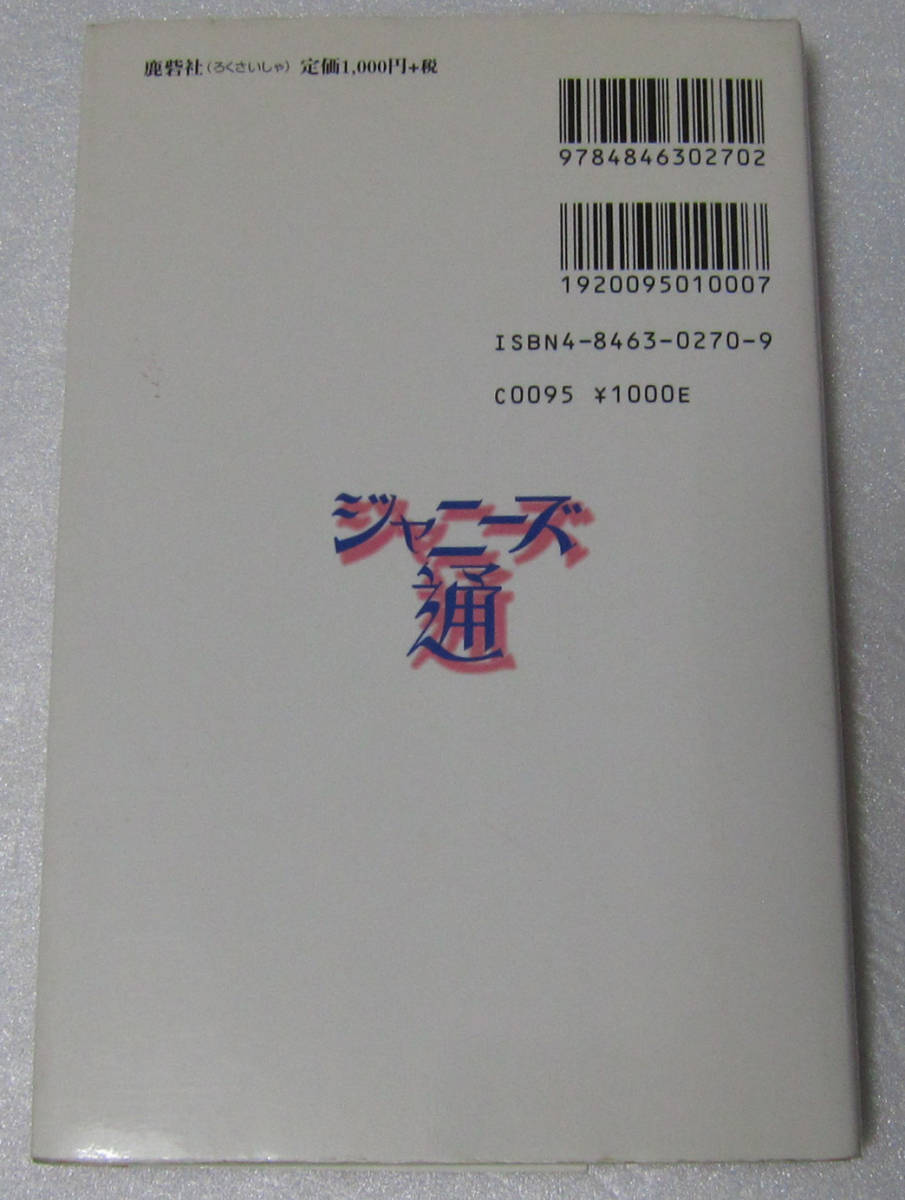 鹿砦社(ろくさいしゃ) 定価1,000円+税
9784846302702
1920095010007
ISBN4-8463-0270-9
C0095 ¥1000E
ジャニーズ
通